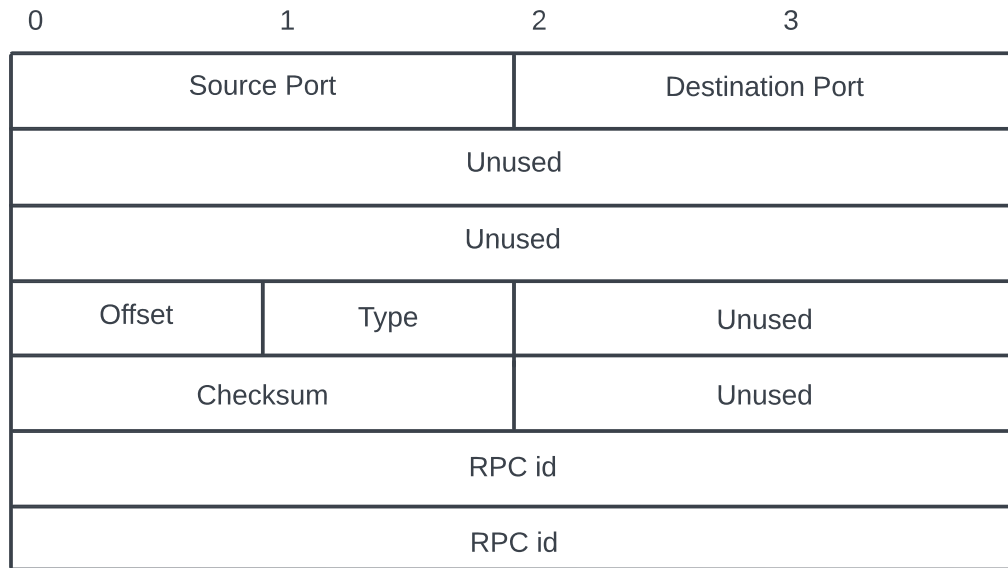 0 1 2 3
Source Port Destination Port
Unused
Unused
Offset Type Unused
Checksum Unused
RPC id
RPC id